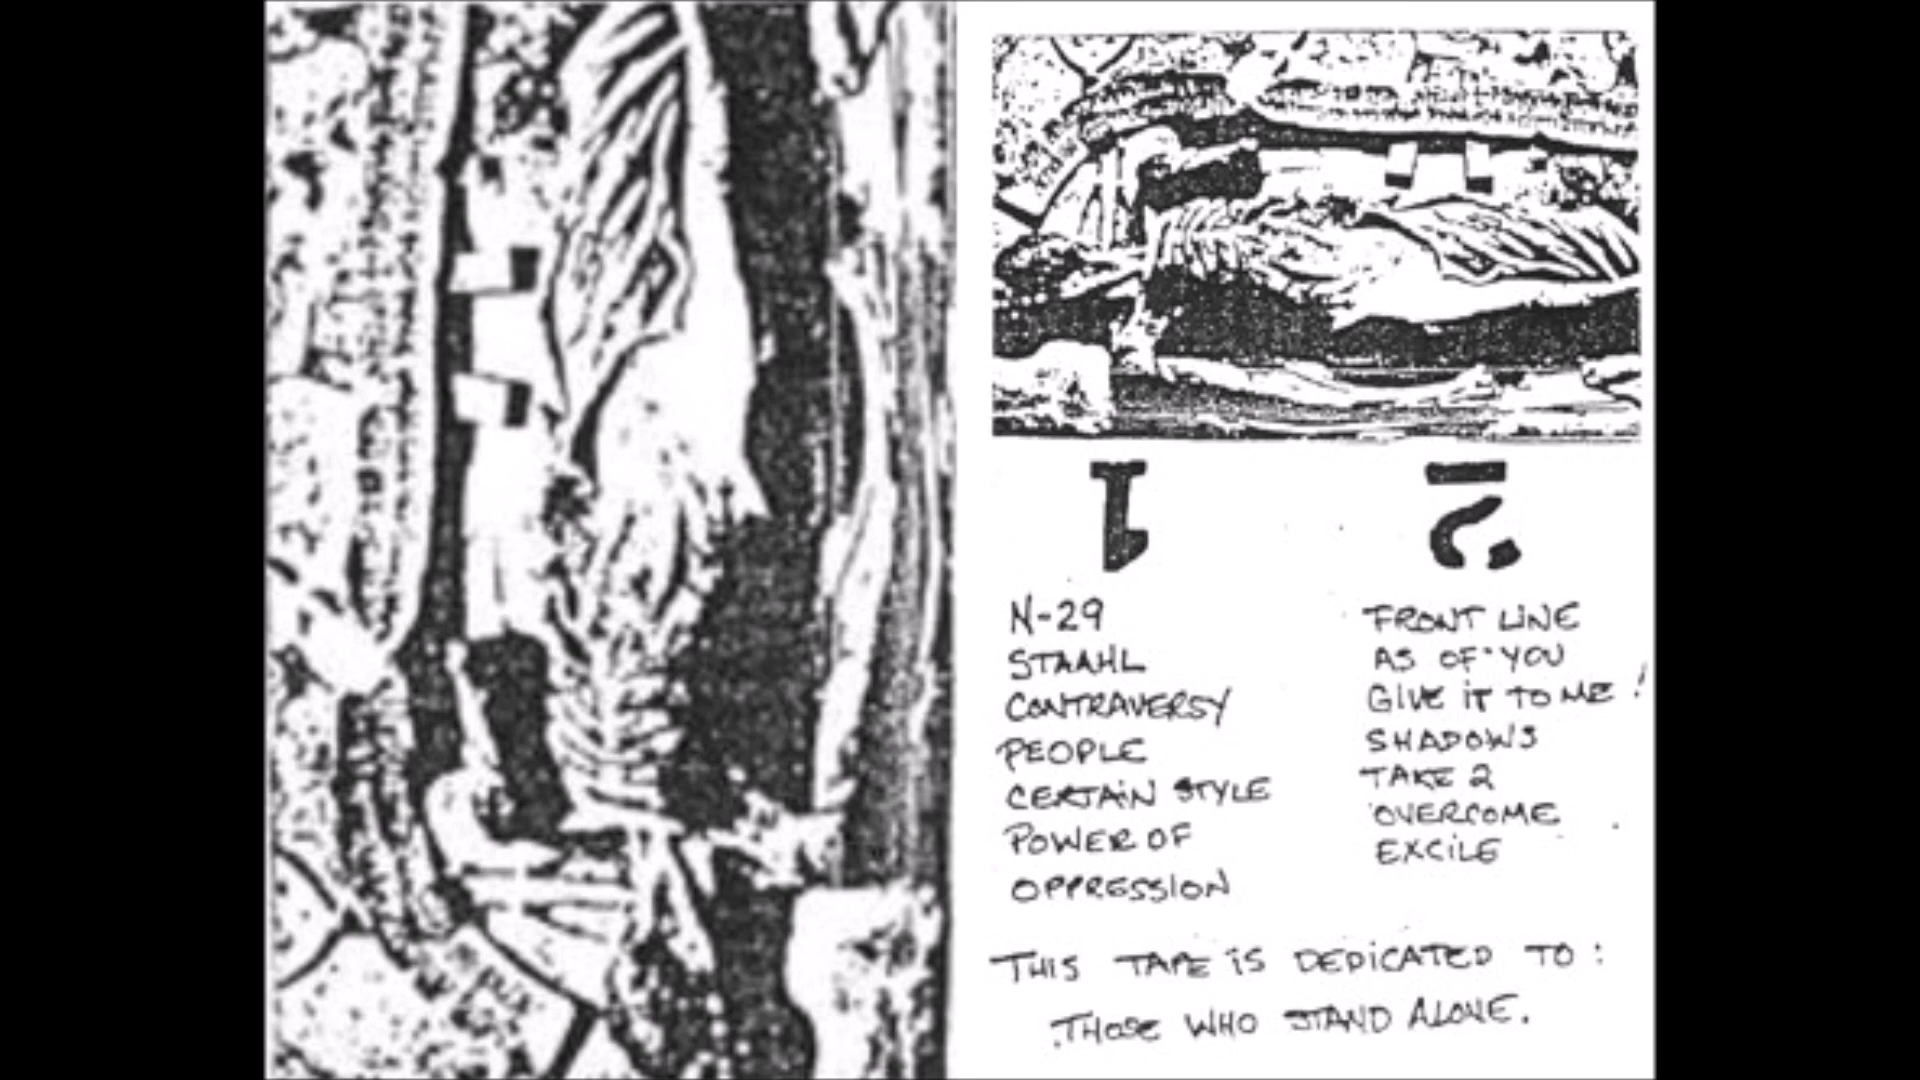 1
2
N-29
STAAHL
CONTRAVERSY
PEOPLE
CERTAIN STYLE
POWER OF
OPPRESSION
FRONT LINE
AS OF YOU
GIVE IT TO ME!
SHADOWS
TAKE 2
OVERCOME
EXCILE
THIS TAPE IS DEDICATED TO:
THOSE WHO STAND ALONE.